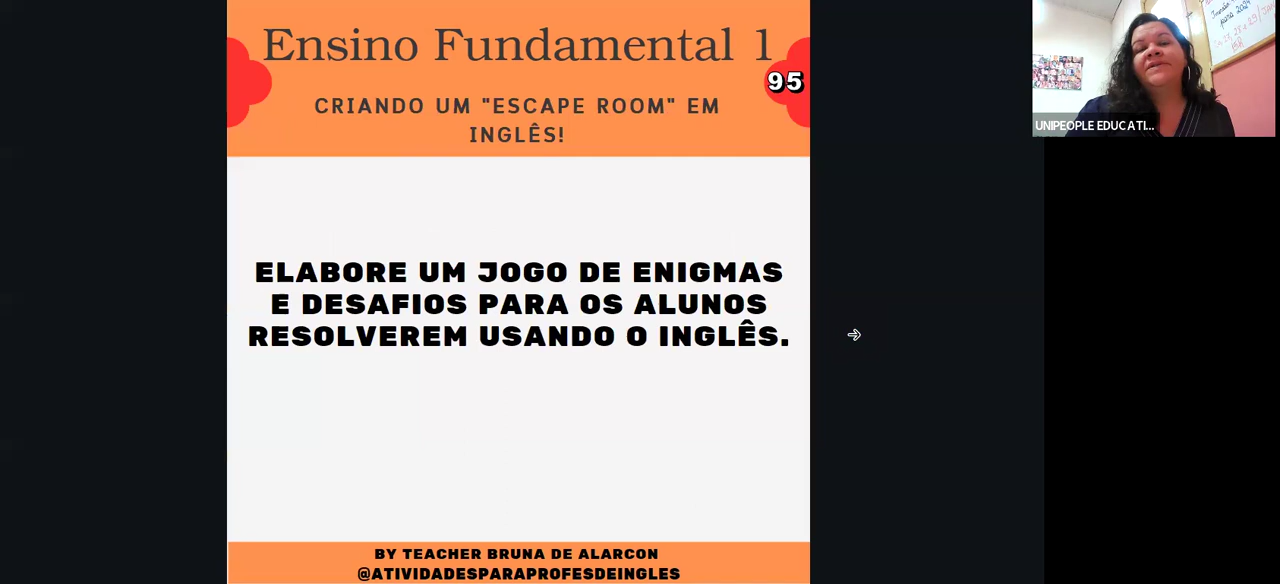 Ensino Fundamental 1
95
CRIANDO UM "ESCAPE ROOM" EM
INGLÊS!
ELABORE UM JOGO DE ENIGMAS
E DESAFIOS PARA OS ALUNOS
RESOLVEREM USANDO O INGLÊS.
BY TEACHER BRUNA DE ALARCON
@ATIVIDADESPARAPROFESDEINGLES
UNIPEOPLE EDUCATI...